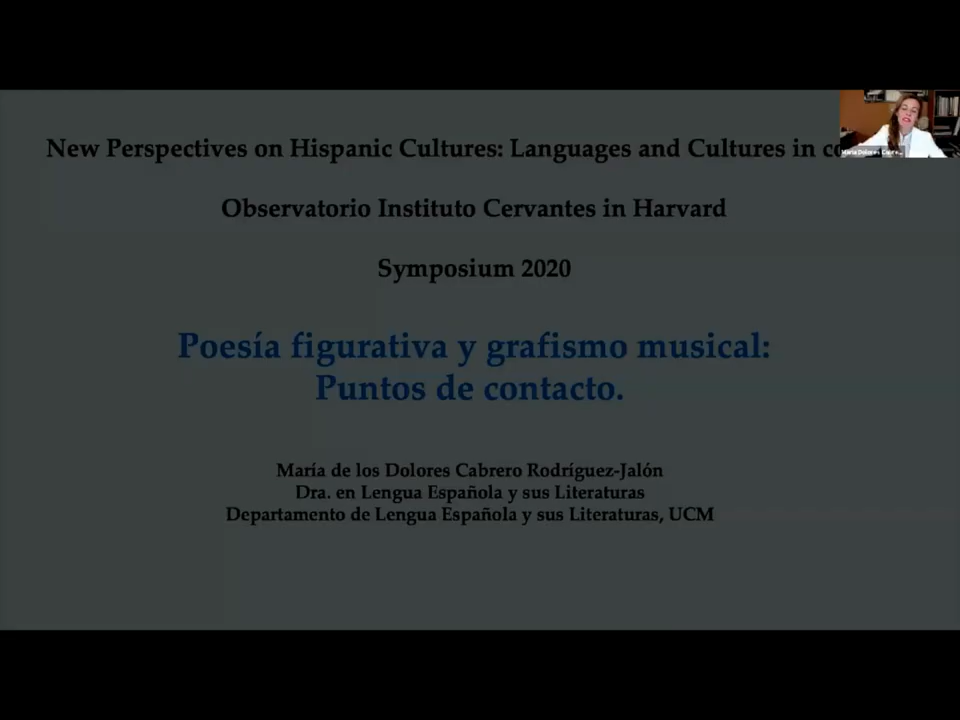 New Perspectives on Hispanic Cultures: Languages and Cultures in
Observatorio Instituto Cervantes in Harvard
Symposium 2020
Poesía figurativa y grafismo musical:
Puntos de contacto.
María de los Dolores Cabrero Rodríguez-Jalón
Dra. en Lengua Española y sus Literaturas
Departamento de Lengua Española y sus Literaturas, UCM